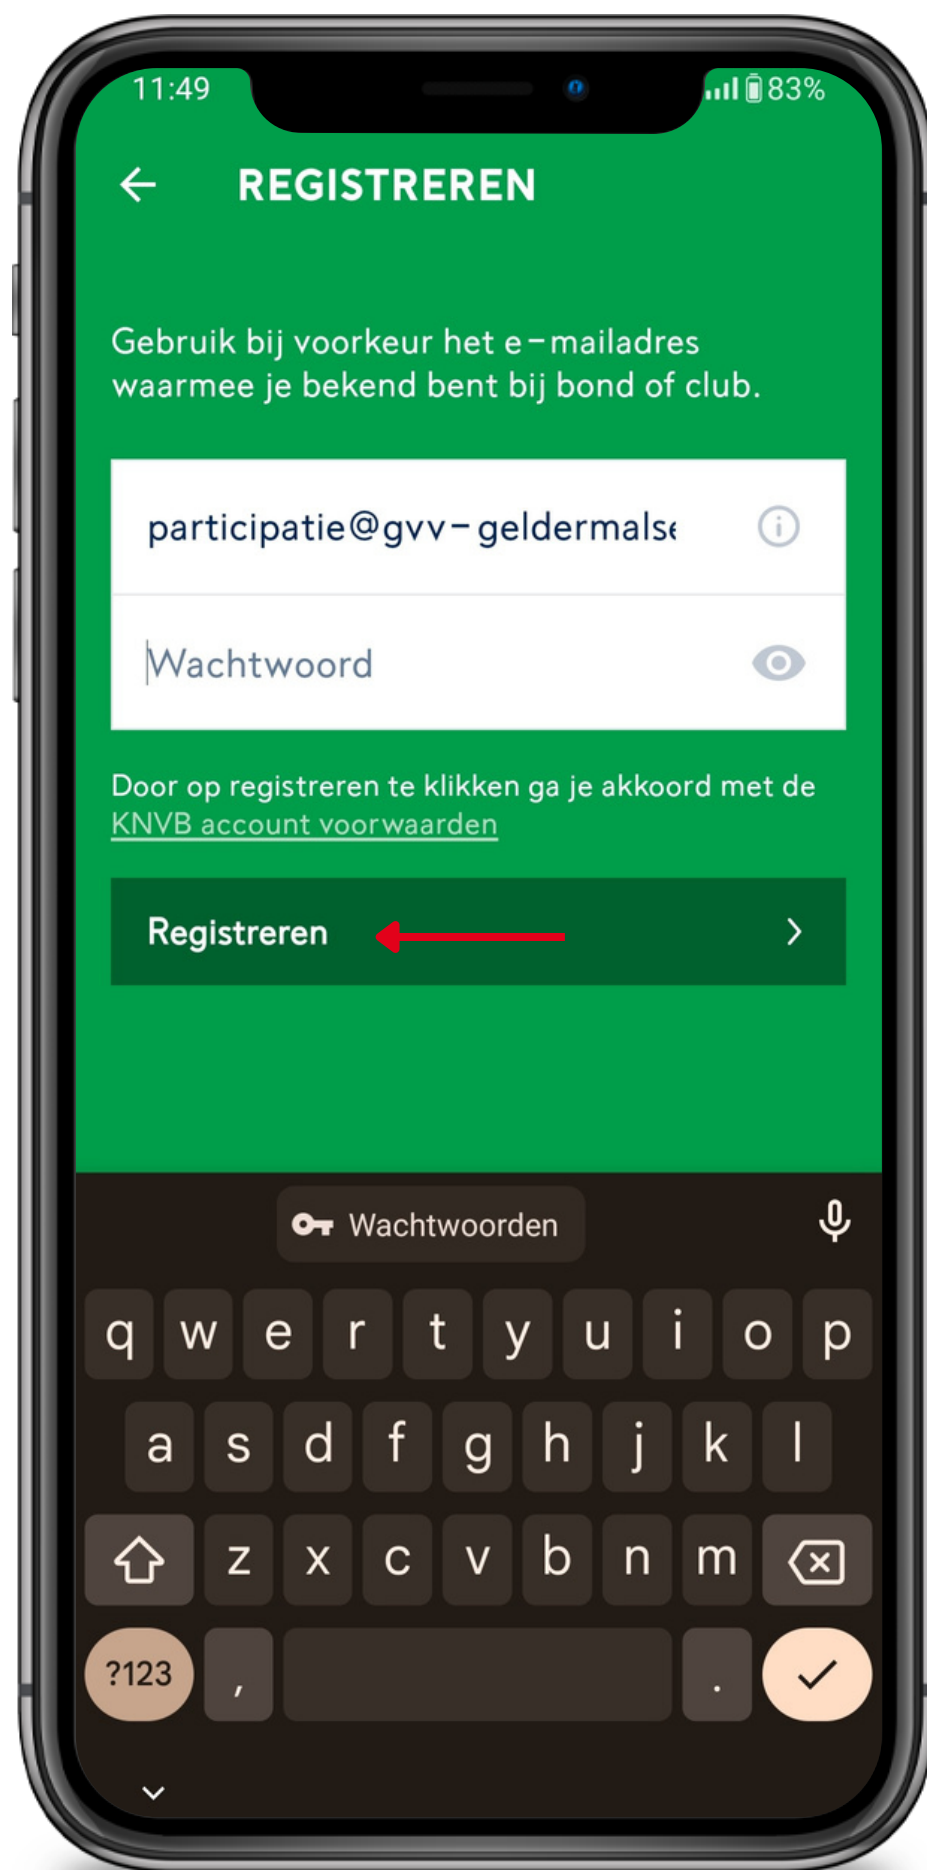 11:49
83%
REGISTREREN
Gebruik bij voorkeur het e-mailadres
waarmee je bekend bent bij bond of club.
participatie@gvv-geldermalse
Wachtwoord
Door op registreren te klikken ga je akkoord met de
KNVB account voorwaarden
Registreren
Wachtwoorden
q w e r t y u i o p
a s d f g h j k l
z x c v b n m
?123 , .